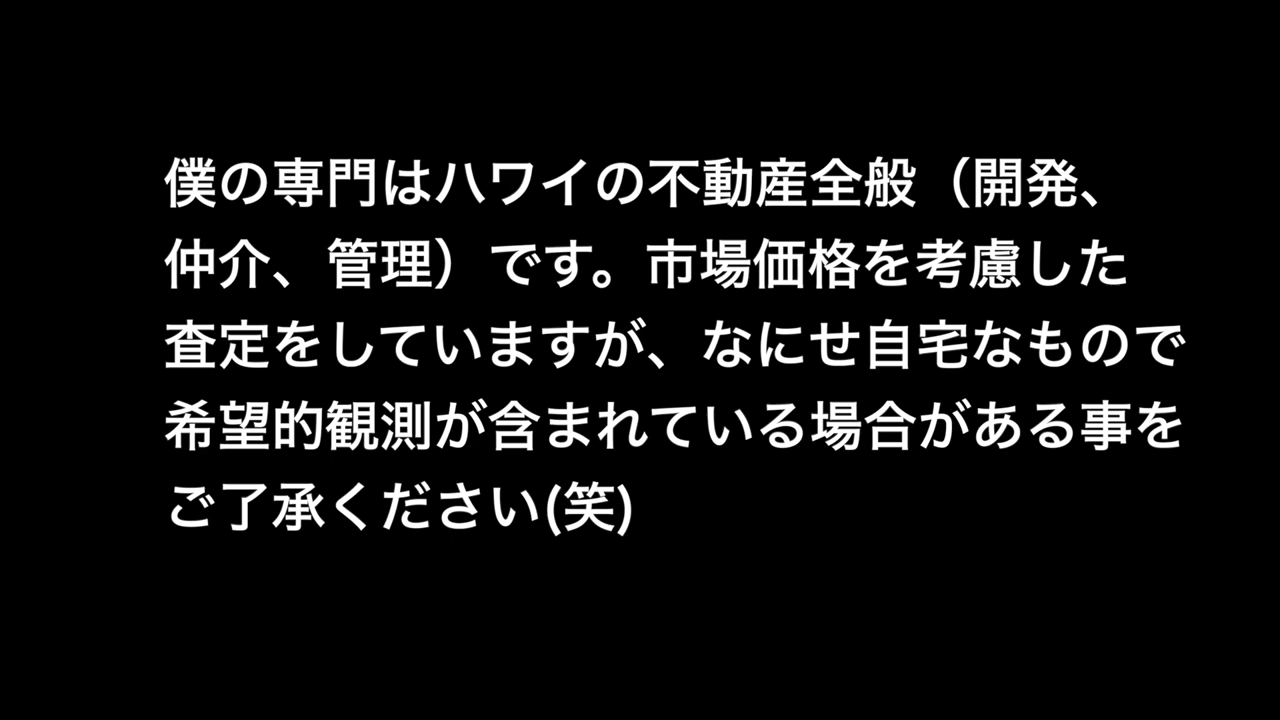 僕の専門はハワイの不動産全般（開発、
仲介、管理）です。市場価格を考慮した
査定をしていますが、なにせ自宅なもので
希望的観測が含まれている場合がある事を
ご了承ください(笑)